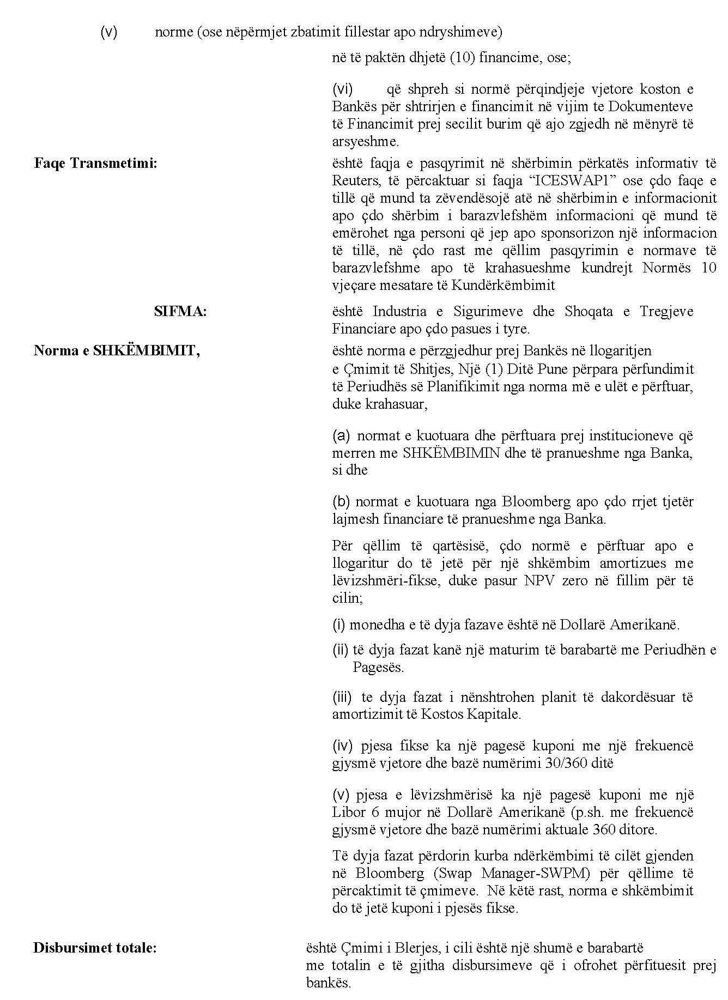 (v) norme (ose nëpërmjet zbatimit fillestar apo ndryshimeve)
në të paktën dhjetë (10) financime, ose;
(vi) që shpreh si normë përqindjeje vjetore koston e
Bankës për shtrirjen e financimit në vijim te Dokumenteve
të Financimit prej secilit burim që ajo zgjedh në mënyrë të
arsyeshme.
Faqe Transmetimi: është faqja e pasqyrimit në shërbimin përkatës informativ të
Reuters, të përcaktuar si faqja “ICESWAP1” ose çdo faqe e
tillë që mund ta zëvendësojë atë në shërbimin e informacionit
apo çdo shërbim i barazvlefshëm informacioni që mund të
emërohet nga personi që jep apo sponsorizon një informacion
të tillë, në çdo rast me qëllim pasqyrimin e normave të
barazvlefshme apo të krahasueshme kundrejt Normës 10
vjeçare mesatare të Kundërkëmbimit
SIFMA: është Industria e Sigurimeve dhe Shoqata e Tregjeve
Financiare apo çdo pasues i tyre.
Norma e SHKËMBIMIT, është norma e përzgjedhur prej Bankës në llogaritjen
e Çmimit të Shitjes, Një (1) Ditë Pune përpara përfundimit
të Periudhës së Planifikimit nga norma më e ulët e përftuar,
duke krahasuar,
(a) normat e kuotuara dhe përftuara prej institucioneve që
merren me SHKËMBIMIN dhe të pranueshme nga Banka,
si dhe
(b) normat e kuotuara nga Bloomberg apo çdo rrjet tjetër
lajmesh financiare të pranueshme nga Banka.
Për qëllim të qartësisë, çdo normë e përftuar apo e
llogaritur do të jetë për një shkëmbim amortizues me
lëvizshmëri-fikse, duke pasur NPV zero në fillim për të
cilin;
(i) monedha e të dyja fazave është në Dollarë Amerikanë.
(ii) të dyja fazat kanë një maturim të barabartë me Periudhën e
Pagesës.
(iii) te dyja fazat i nënshtrohen planit të dakordësuar të
amortizimit të Kostos Kapitale.
(iv) pjesa fikse ka një pagesë kuponi me një frekuencë
gjysmë vjetore dhe bazë numërimi 30/360 ditë
(v) pjesa e lëvizshmërisë ka një pagesë kuponi me një
Libor 6 mujor në Dollarë Amerikanë (p.sh. me frekuencë
gjysmë vjetore dhe bazë numërimi aktuale 360 ditore.
Të dyja fazat përdorin kurba ndërkëmbimi të cilët gjenden
në Bloomberg (Swap Manager-SWPM) për qëllime të
përcaktimit të çmimeve. Në këtë rast, norma e shkëmbimit
do të jetë kuponi i pjesës fikse.
Disbursimet totale: është Çmimi i Blerjes, i cili është një shumë e barabartë
me totalin e të gjitha disbursimeve që i ofrohet përfituesit prej
bankës.